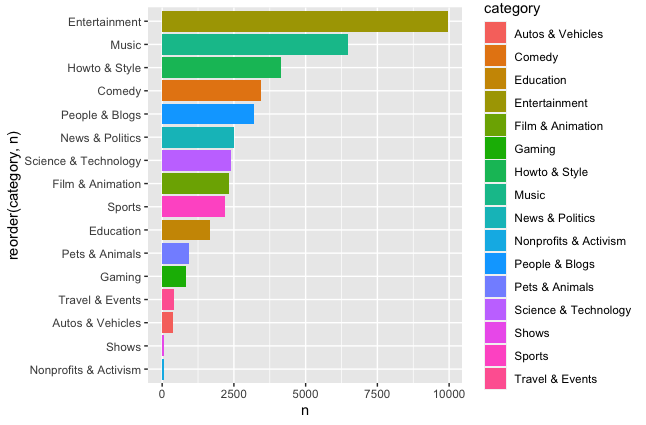 reorder(category, n)
Entertainment
Music
Howto & Style
Comedy
People & Blogs
News & Politics
Science & Technology
Film & Animation
Sports
Education
Pets & Animals
Gaming
Travel & Events
Autos & Vehicles
Shows
Nonprofits & Activism
0 2500 5000 7500 10000
n
category
Autos & Vehicles
Comedy
Education
Entertainment
Film & Animation
Gaming
Howto & Style
Music
News & Politics
Nonprofits & Activism
People & Blogs
Pets & Animals
Science & Technology
Shows
Sports
Travel & Events